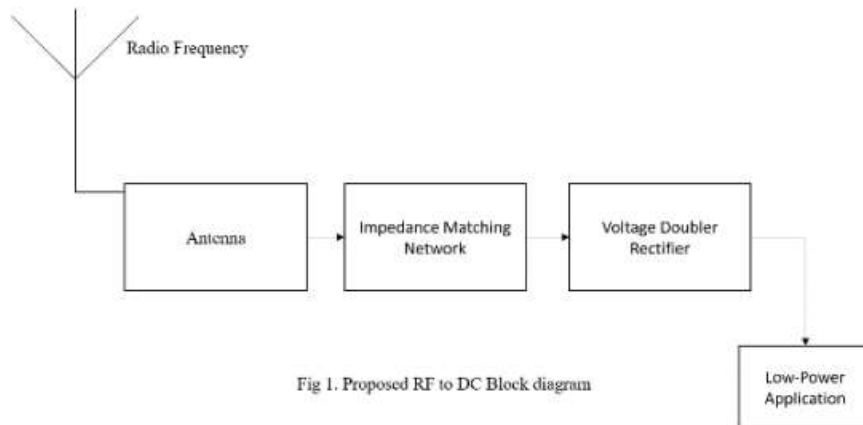 Radio Frequency
Antenna
Impedance Matching
Network
Voltage Doubler
Rectifier
Low-Power
Application
Fig 1. Proposed RF to DC Block diagram